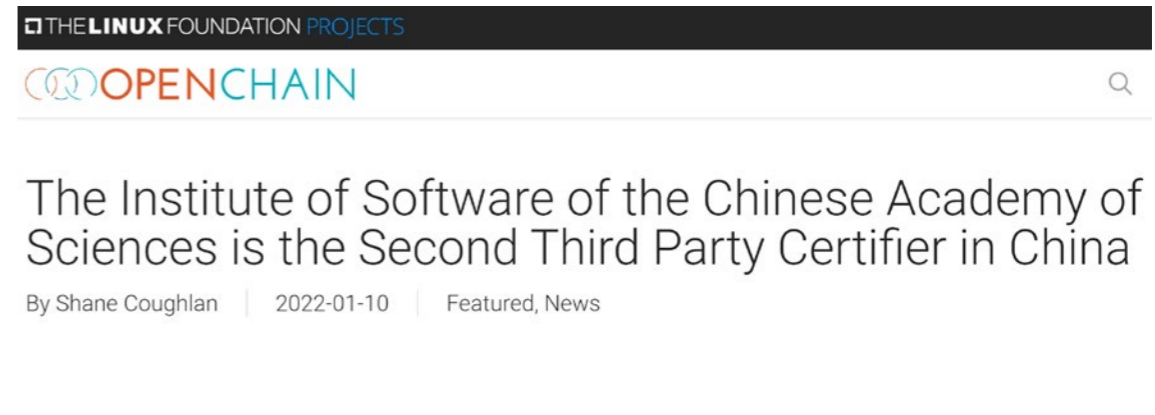 THE LINUX FOUNDATION PROJECTS
OPENCHAIN
The Institute of Software of the Chinese Academy of
Sciences is the Second Third Party Certifier in China
By Shane Coughlan 2022-01-10 Featured, News